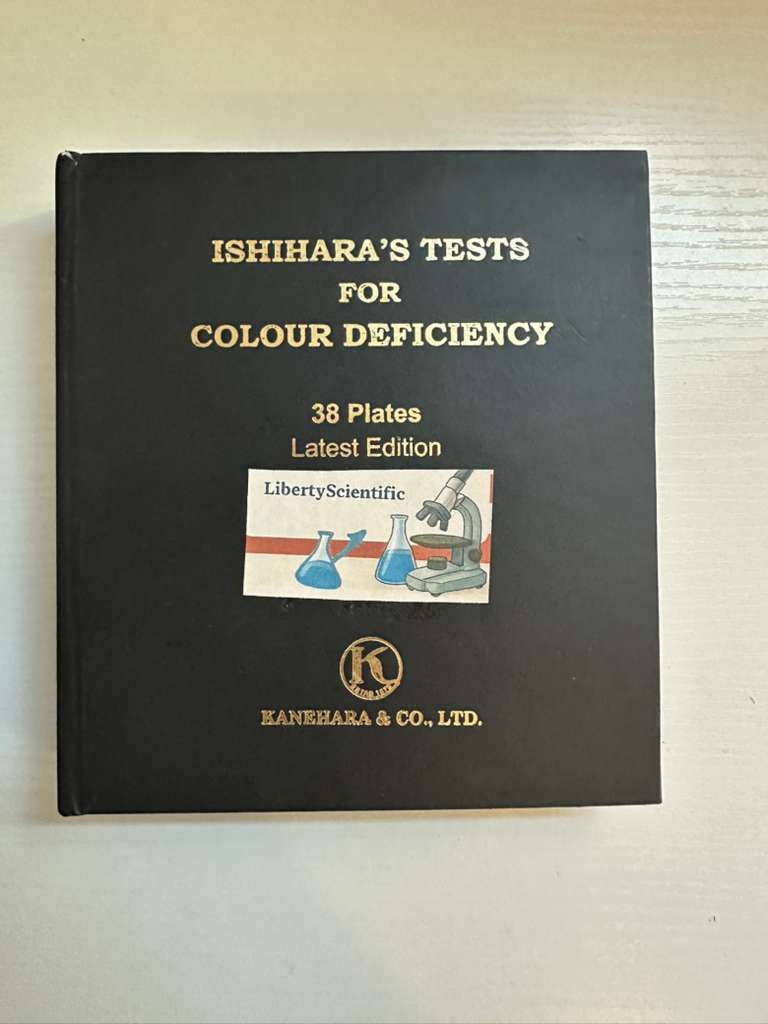 ISHIHARA'S TESTS
FOR
COLOUR DEFICIENCY
38 Plates
Latest Edition
LibertyScientific
K
KANEHARA & CO., LTD.